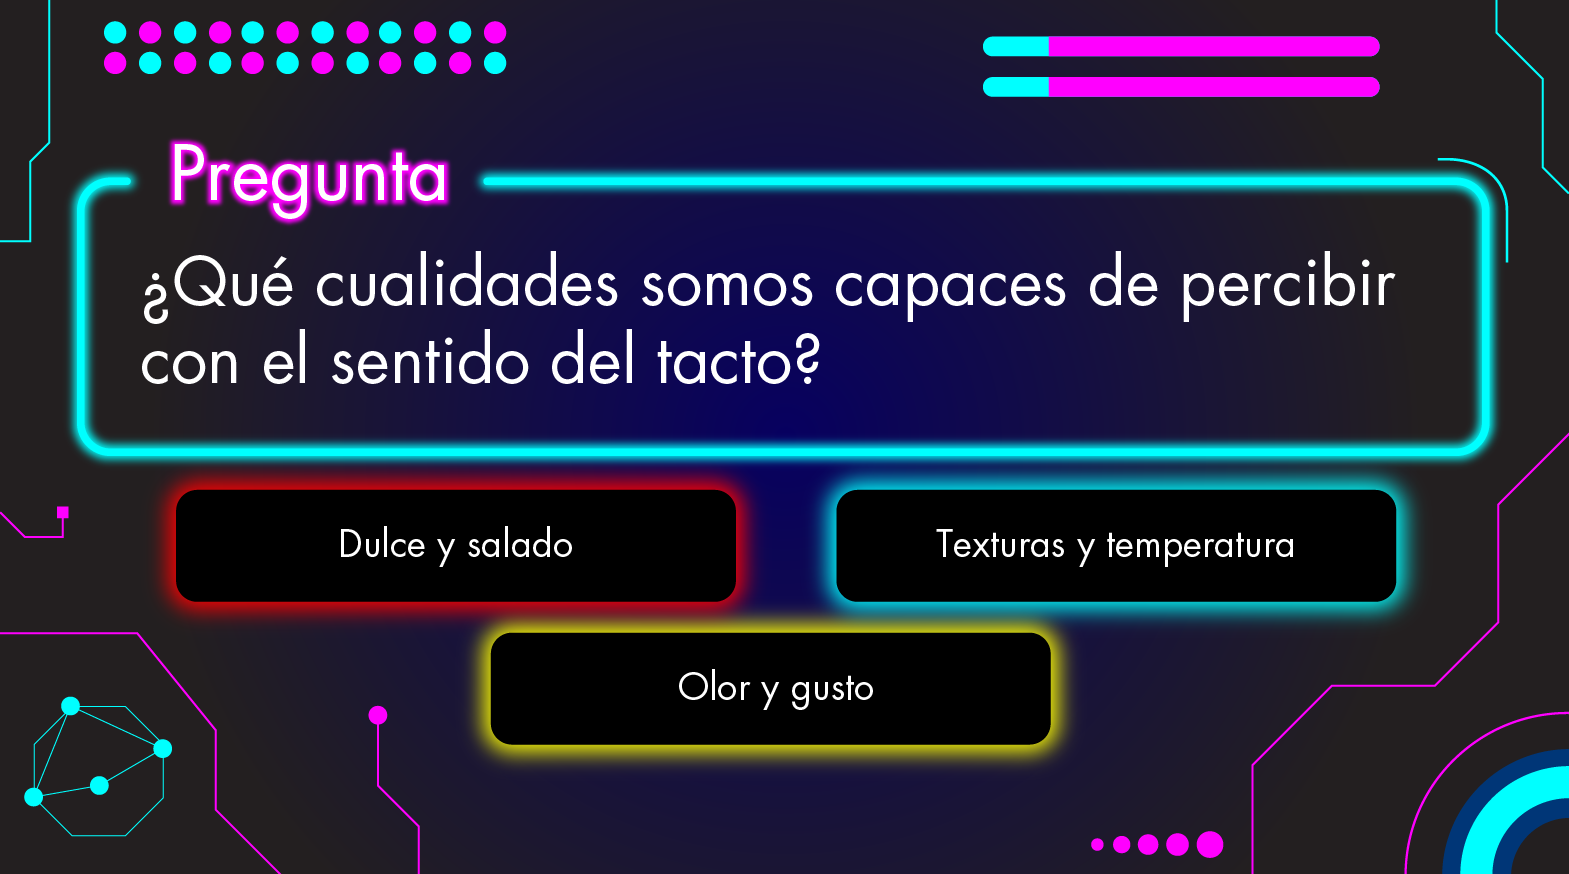 Pregunta
¿Qué cualidades somos capaces de percibir
con el sentido del tacto?
Dulce y salado
Texturas y temperatura
Olor y gusto